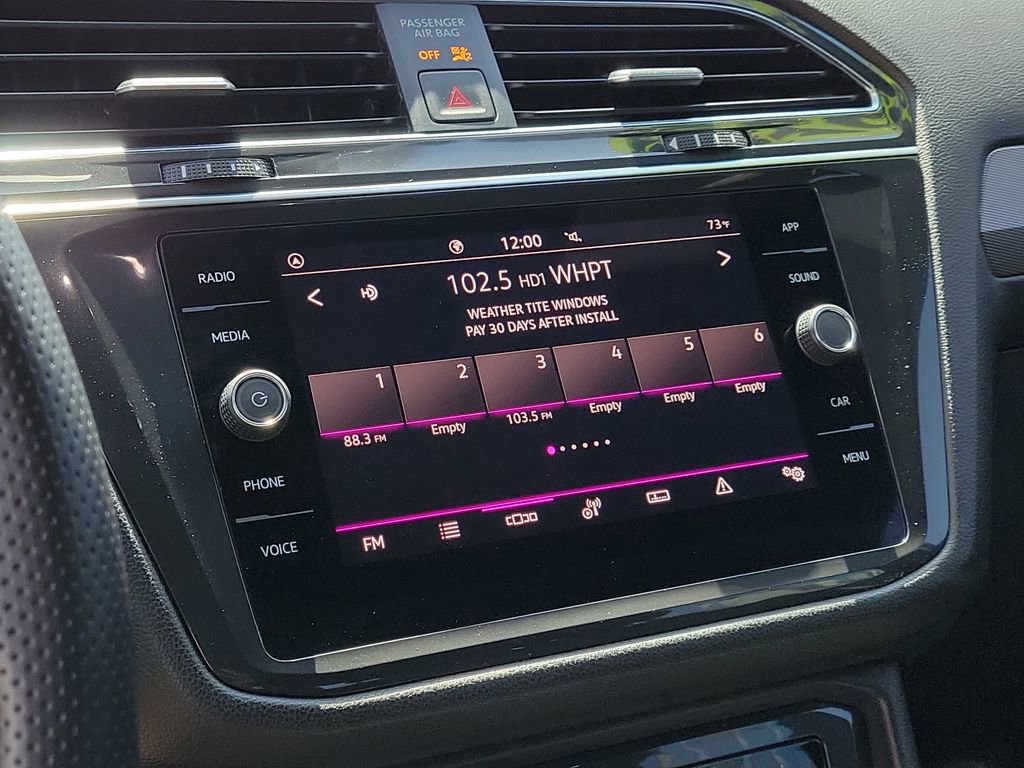 PASSENGER
AIR BAG
OFF
2
12:00
73°F
APP
RADIO
102.5 HD1 WHPT
SOUND
MEDIA
WEATHER TITE WINDOWS
PAY 30 DAYS AFTER INSTALL
1 2 3 4 5 6
88.3 FM Empty 103.5 FM Empty Empty Empty
CAR
PHONE
MENU
VOICE
FM